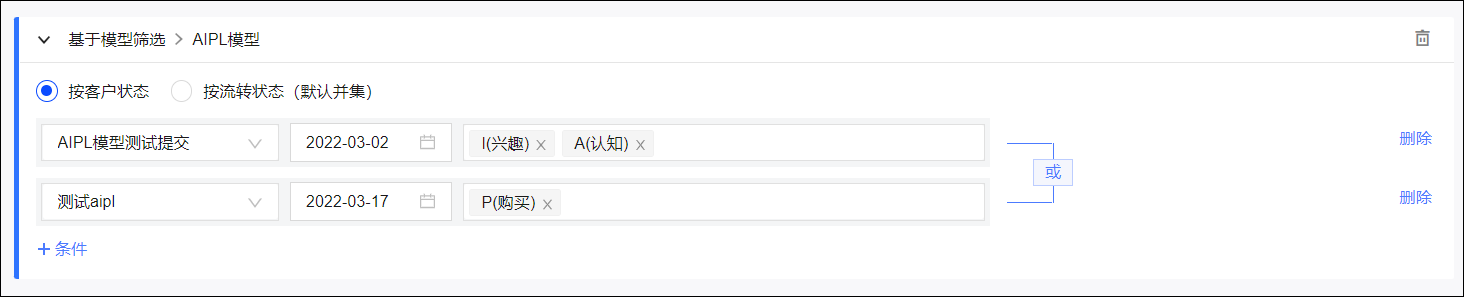 基于模型筛选 > AIPL模型
按客户状态 按流转状态（默认并集）
AIPL模型测试提交 2022-03-02 I(兴趣) x A(认知) x 删除
或
测试aipl 2022-03-17 P(购买) x 删除
+ 条件